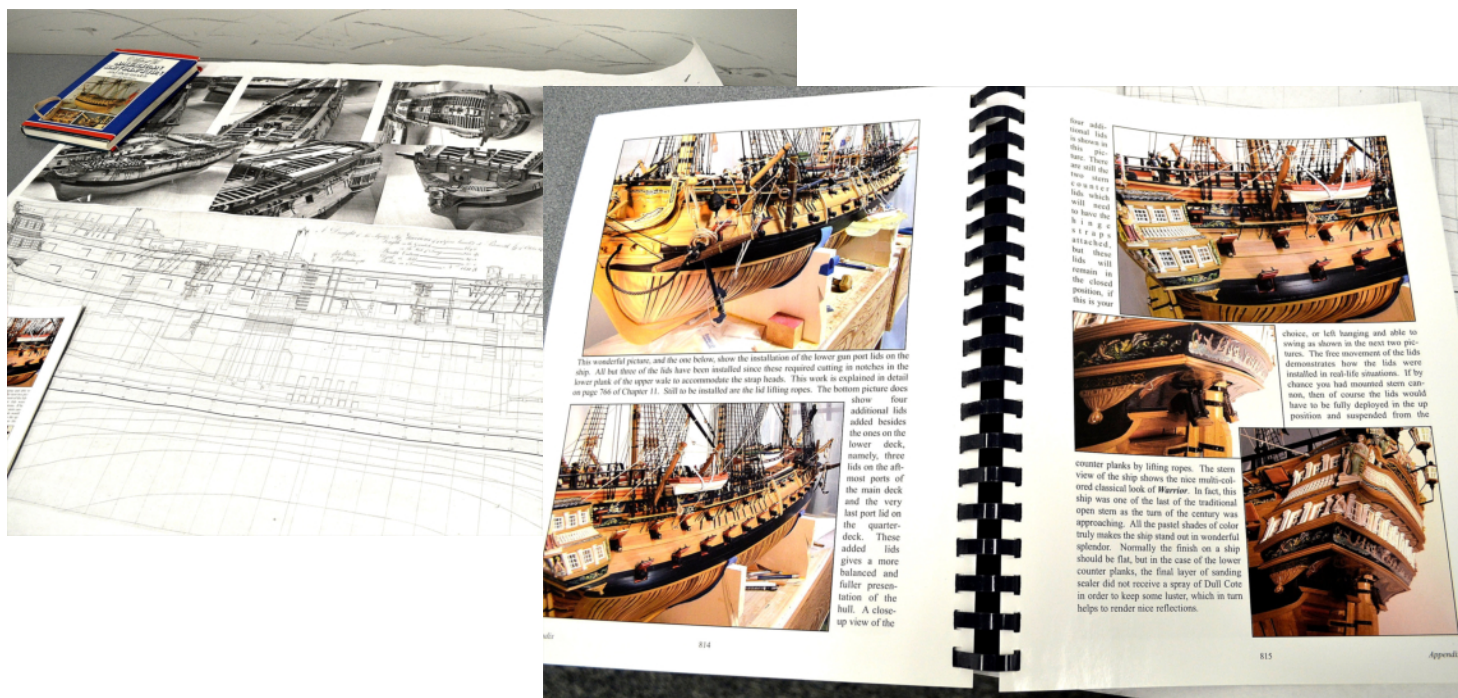 This wonderful picture, and the one below, show the installation of the lower gun port lids on the
ship. All but three of the lids have been installed since these required cutting in notches in the
lower plank of the upper wale to accommodate the strap heads. This work is explained in detail
on page 766 of Chapter 11. Still to be installed are the lid lifting ropes. The bottom picture does
show four
additional lids
added besides
the ones on the
lower deck,
namely, three
lids on the aft-
most ports of
the main deck
and the very
last port lid on
the quarter-
deck. These
added lids
gives a more
balanced and
fuller presen-
tation of the
hull. A close-
up view of the
814
four addi-
tional lids
is shown in
this pic-
ture. There
are still the
two stern
counter
lids which
will need
to have the
hinge
straps
attached,
but these
lids will
remain in
the closed
position, if
this is your
choice, or left hanging and able to
swing as shown in the next two pic-
tures. The free movement of the lids
demonstrates how the lids were
installed in real-life situations. If by
chance you had mounted stern can-
non, then of course the lids would
have to be fully deployed in the up
position and suspended from the
counter planks by lifting ropes. The stern
view of the ship shows the nice multi-col-
ored classical look of Warrior. In fact, this
ship was one of the last of the traditional
open stern as the turn of the century was
approaching. All the pastel shades of color
truly makes the ship stand out in wonderful
splendor. Normally the finish on a ship
should be flat, but in the case of the lower
counter planks, the final layer of sanding
sealer did not receive a spray of Dull Cote
in order to keep some luster, which in turn
helps to render nice reflections.
815
Appendi